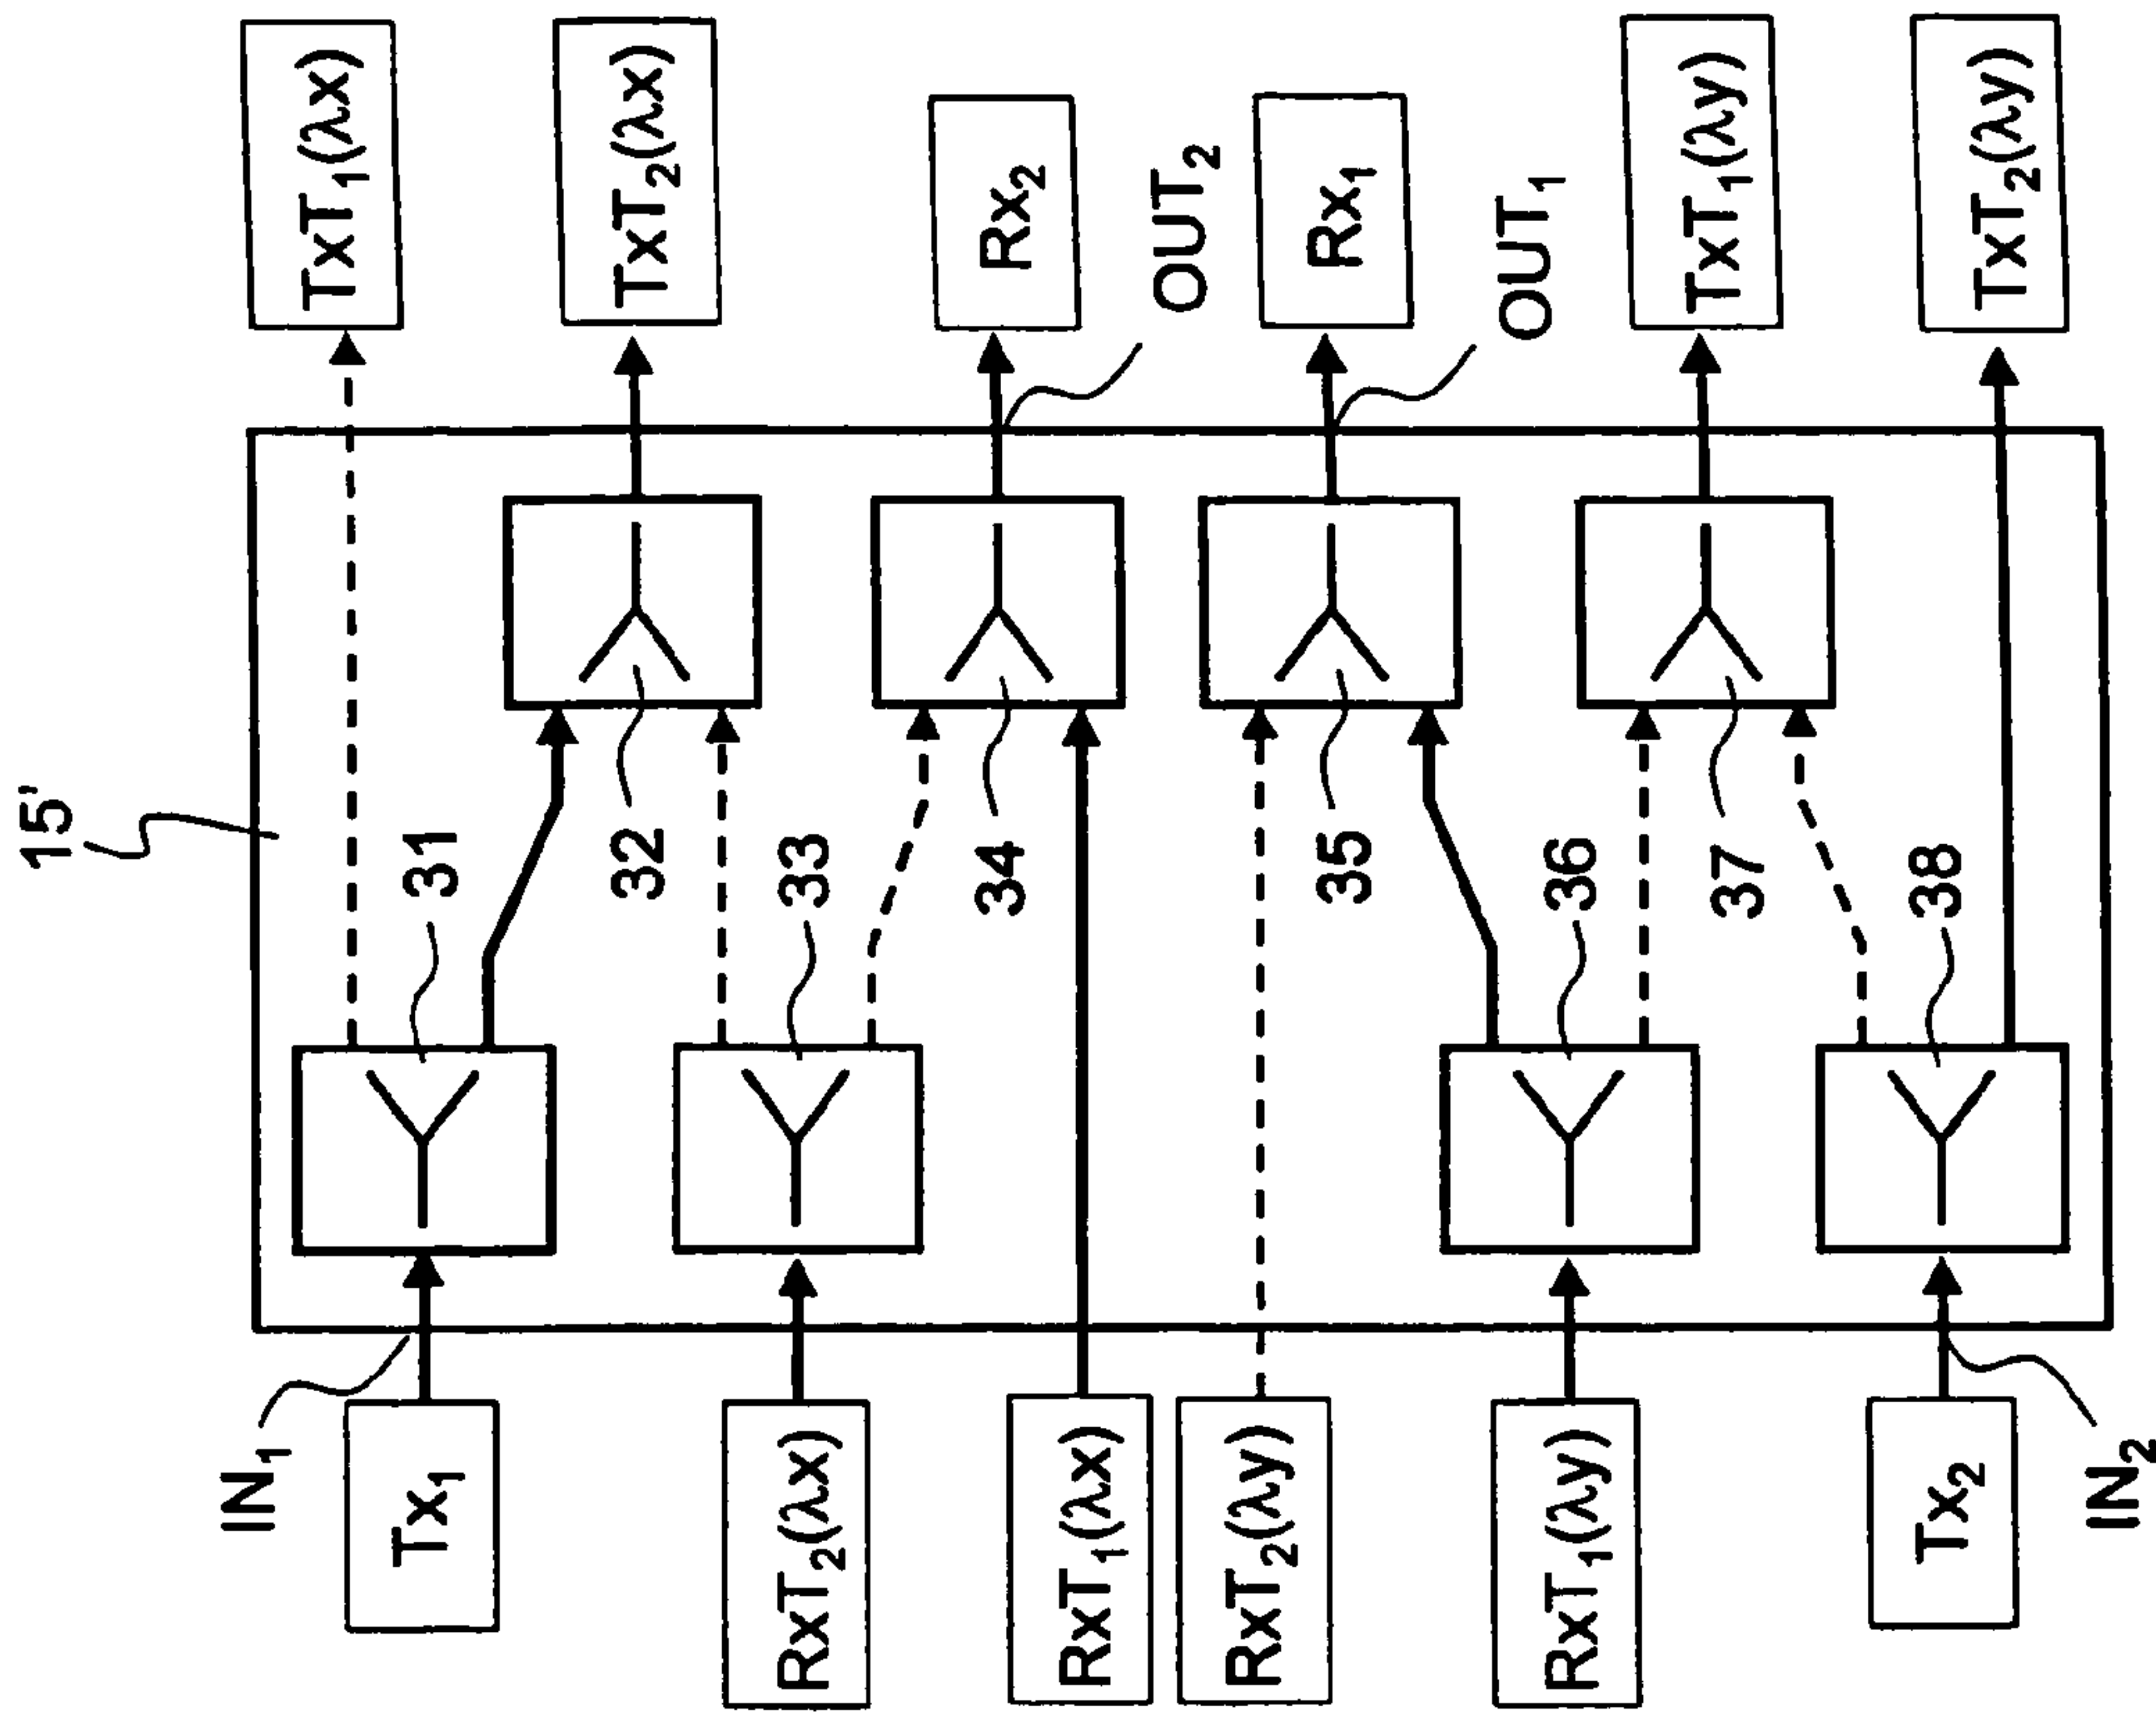 15'
TxT1(λx)
TxT2(λx)
Rx2
OUT2
Rx1
OUT1
TxT1(λy)
TxT2(λy)
31
32
33
34
35
36
37
38
IN1
Tx1
RxT2(λx)
RxT1(λx)
RxT2(λy)
RxT1(λy)
Tx2
IN2